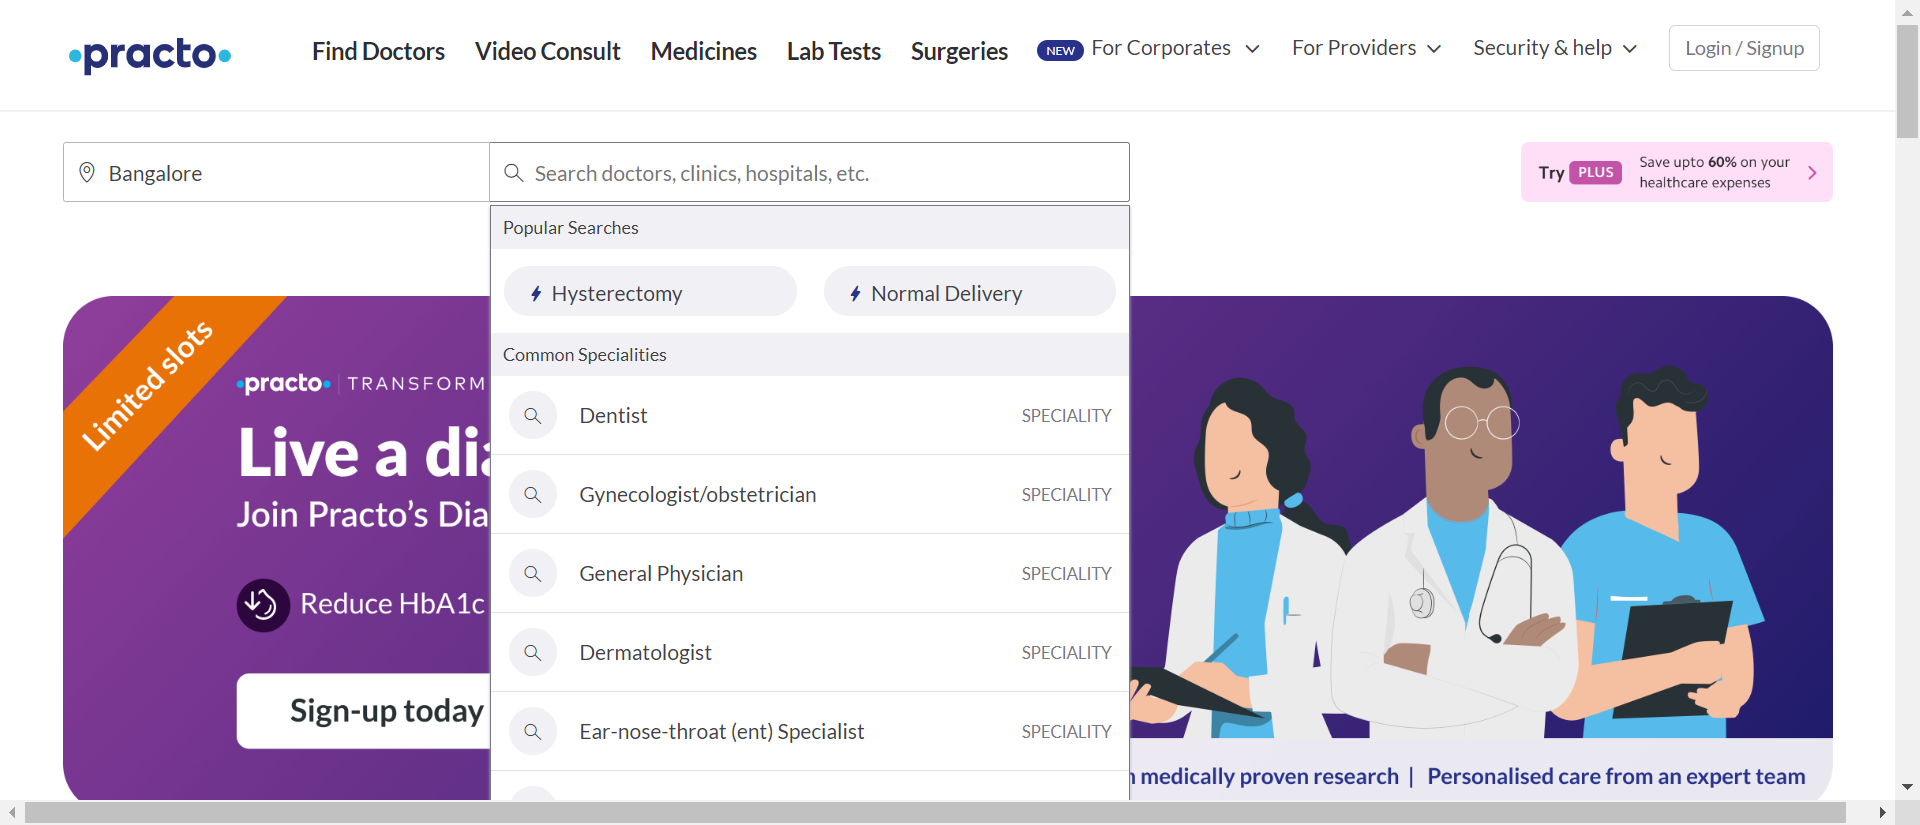 practo
Find Doctors
Video Consult
Medicines
Lab Tests
Surgeries
NEW For Corporates
For Providers
Security & help
Login / Signup
Bangalore
Search doctors, clinics, hospitals, etc.
Try PLUS
Save upto 60% on your
healthcare expenses
Popular Searches
Hysterectomy
Normal Delivery
Common Specialities
Dentist SPECIALITY
Gynecologist/obstetrician SPECIALITY
General Physician SPECIALITY
Dermatologist SPECIALITY
Ear-nose-throat (ent) Specialist SPECIALITY
Limited slots
practo TRANSFORM
Live a dia
Join Practo's Dia
Reduce HbA1c
Sign-up today
medically proven research | Personalised care from an expert team